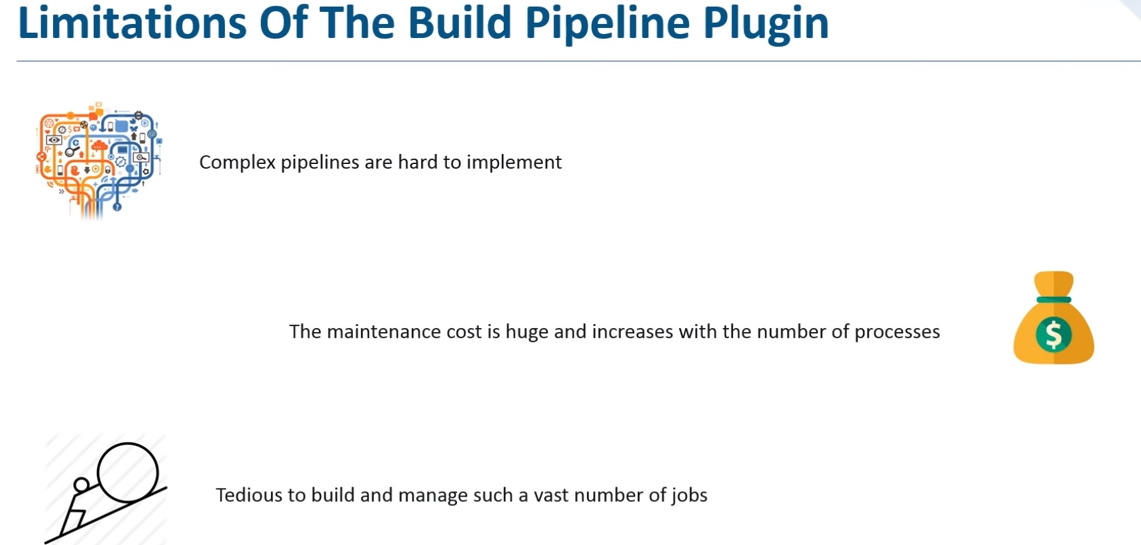 Limitations Of The Build Pipeline Plugin
Complex pipelines are hard to implement
The maintenance cost is huge and increases with the number of processes
$
Tedious to build and manage such a vast number of jobs